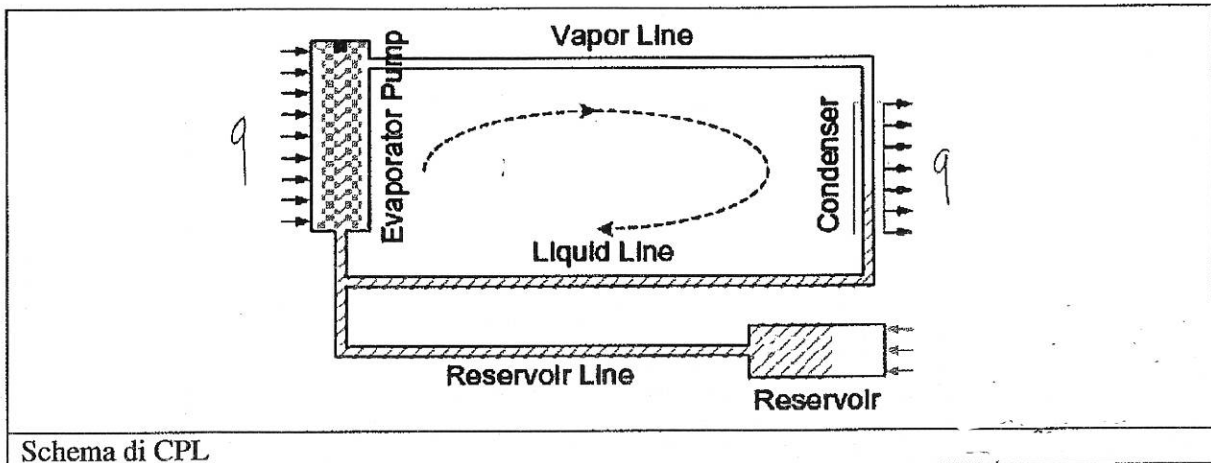 Vapor Line
Evaporator Pump
q
Condenser
q
Liquid Line
Reservoir Line
Reservoir
Schema di CPL